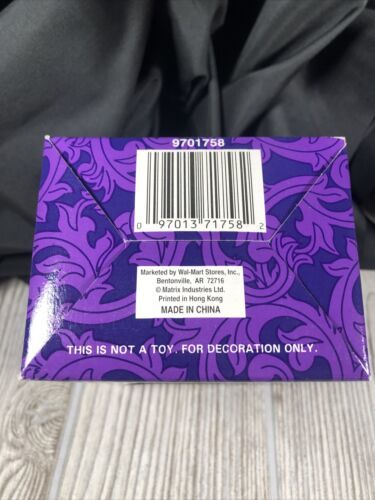 9701758
0 97013 71758 2
Marketed by Wal-Mart Stores, Inc.,
Bentonville, AR 72716
© Matrix Industries Ltd.
Printed in Hong Kong
MADE IN CHINA
THIS IS NOT A TOY. FOR DECORATION ONLY.